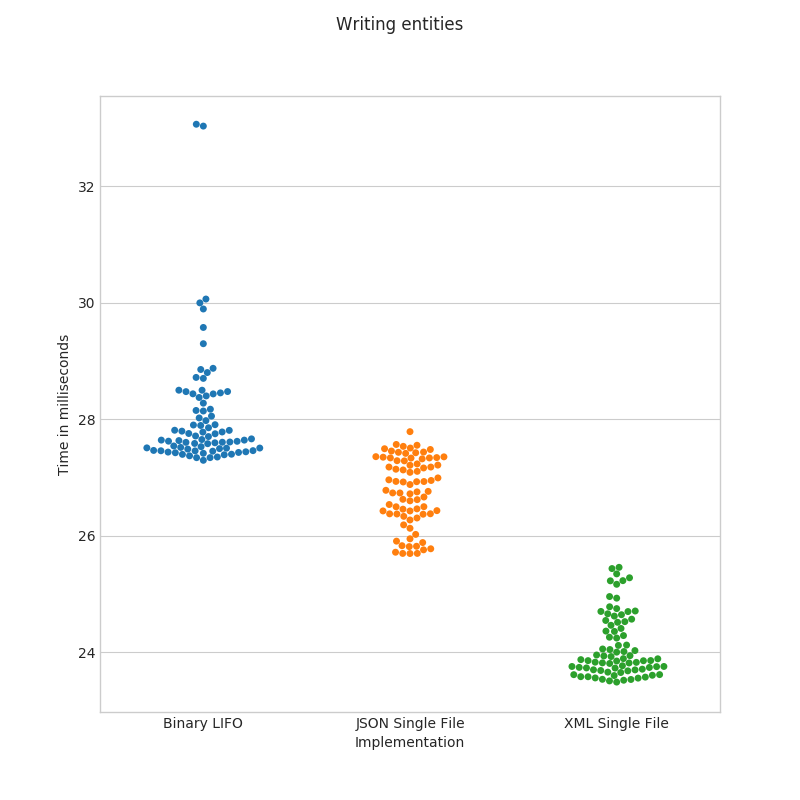 Writing entities
Time in milliseconds
32
30
28
26
24
Binary LIFO
JSON Single File
XML Single File
Implementation